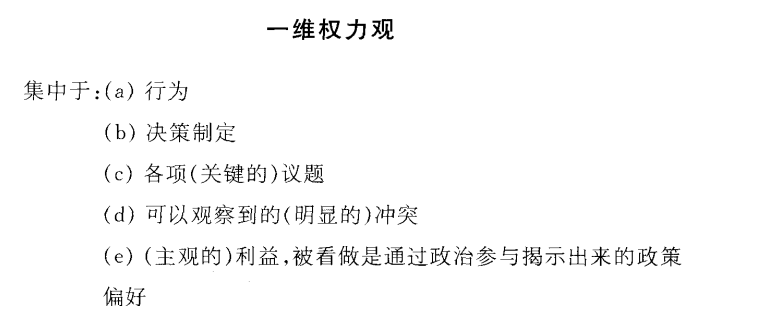 一维权力观
集中于:(a) 行为
(b) 决策制定
(c) 各项(关键的)议题
(d) 可以观察到的(明显的)冲突
(e) (主观的)利益,被看做是通过政治参与揭示出来的政策
偏好